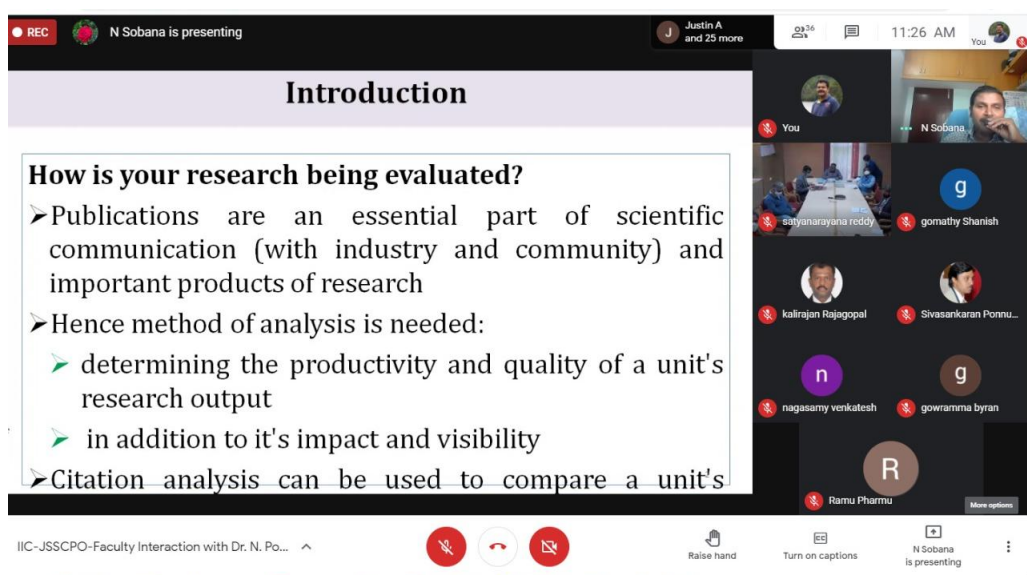 REC
N Sobana is presenting
J
Justin A
and 25 more
36
11:26 AM
You
Introduction
How is your research being evaluated?
➢Publications are an essential part of scientific
communication (with industry and community) and
important products of research
➢Hence method of analysis is needed:
➢ determining the productivity and quality of a unit's
research output
➢ in addition to it's impact and visibility
➢Citation analysis can be used to compare a unit's
You
N Sobana
satyanarayana reddy
g
gomathy Shanish
kalirajan Rajagopal
Sivasankaran Ponnu...
n
nagasamy venkatesh
g
gowramma byran
R
Ramu Pharmu
More options
IIC-JSSCPO-Faculty Interaction with Dr. N. Po...
Raise hand
CC
Turn on captions
N Sobana
is presenting